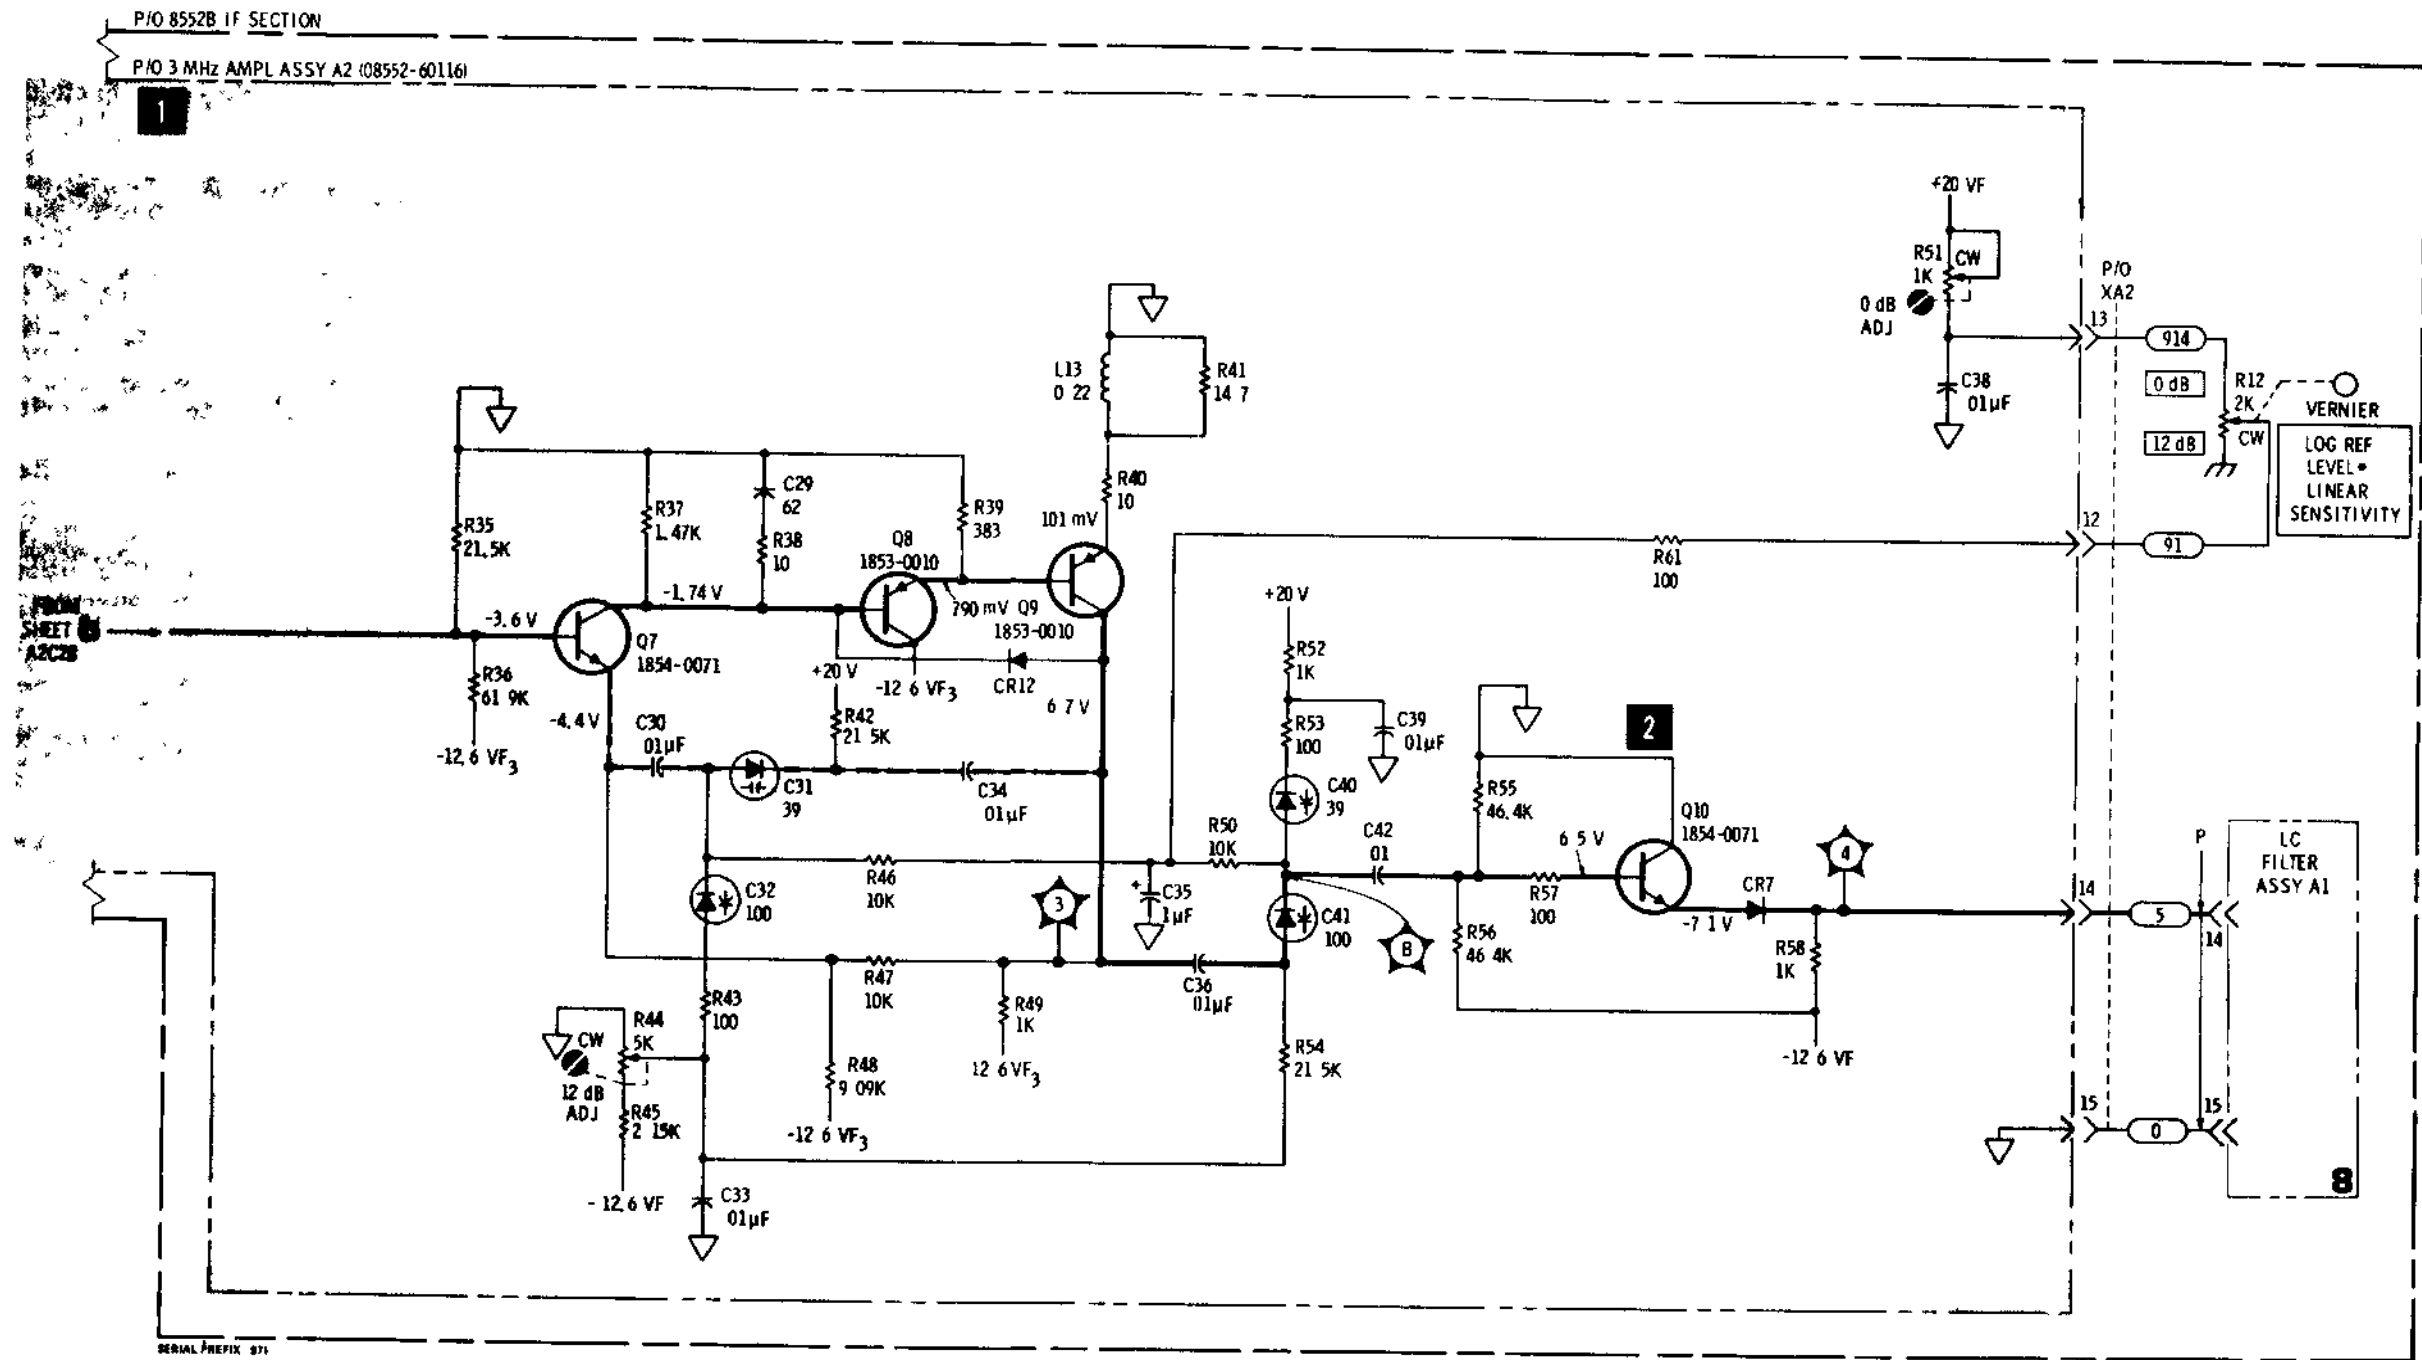 P/O 8552B IF SECTION
P/O 3 MHz AMPL ASSY A2 (08552-60116)
1
+20 VF
R51
1K
CW
0 dB
ADJ
C38
01µF
P/O
XA2
13
914
0 dB
12 dB
R12
2K
CW
VERNIER
LOG REF
LEVEL•
LINEAR
SENSITIVITY
12
91
L13
0 22
R41
14 7
R40
10
101 mV
R35
21.5K
R37
1.47K
C29
62
R38
10
R39
383
Q8
1853-0010
-1.74 V
790 mV
Q9
1853-0010
R61
100
FROM
SHEET
A2C28
-3.6 V
Q7
1854-0071
R36
61 9K
-12.6 VF3
-4.4 V
+20 V
-12 6 VF3
CR12
6 7 V
C30
01µF
R42
21 5K
C31
39
C34
01µF
+20 V
R52
1K
R53
100
C39
01µF
C40
39
2
R55
46.4K
Q10
1854-0071
R46
10K
R50
10K
C42
01
6 5 V
R57
100
C32
100
+
C35
1µF
3
C41
100
B
R56
46 4K
-7 1 V
CR7
4
R58
1K
-12 6 VF
14
5
P
14
LC
FILTER
ASSY A1
R47
10K
C36
01µF
R43
100
R44
5K
CW
12 dB
ADJ
R45
2 15K
- 12.6 VF
R48
9 09K
-12 6 VF3
R49
1K
12 6 VF3
R54
21 5K
C33
01µF
15
0
15
8
SERIAL PREFIX 971